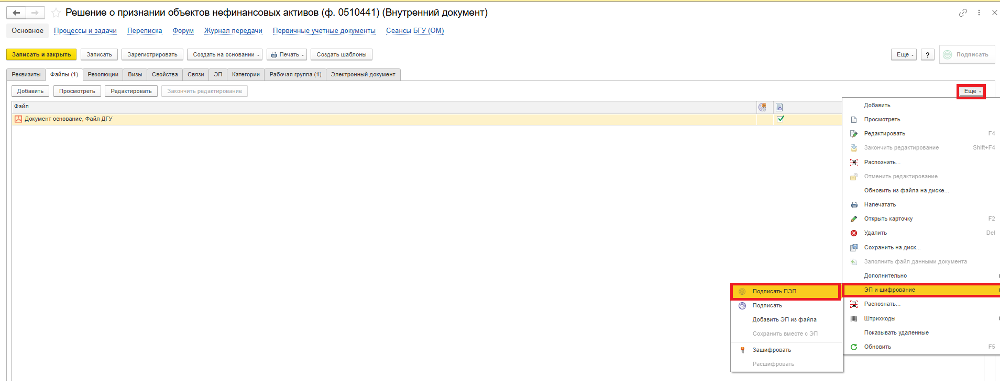 Решение о признании объектов нефинансовых активов (ф. 0510441) (Внутренний документ)
Основное Процессы и задачи Переписка Форум Журнал передачи Первичные учетные документы Сеансы БГУ (ОМ)
Записать и закрыть Записать Зарегистрировать Создать на основании Печать Создать шаблоны Еще ? Подписать
Реквизиты Файлы (1) Резолюции Визы Свойства Связи ЭП Категории Рабочая группа (1) Электронный документ
Добавить Просмотреть Редактировать Закончить редактирование Еще
Файл
Документ основание, Файл ДГУ
Добавить
Просмотреть
Редактировать F4
Закончить редактирование Shift+F4
Распознать...
Отменить редактирование
Обновить из файла на диске...
Напечатать
Открыть карточку F2
Удалить Del
Сохранить на диск...
Заполнить файл данными документа
Дополнительно
ЭП и шифрование
Распознать...
Штрихкоды
Показывать удаленные
Обновить F5
Подписать ПЭП
Подписать
Добавить ЭП из файла
Сохранить вместе с ЭП
Зашифровать
Расшифровать